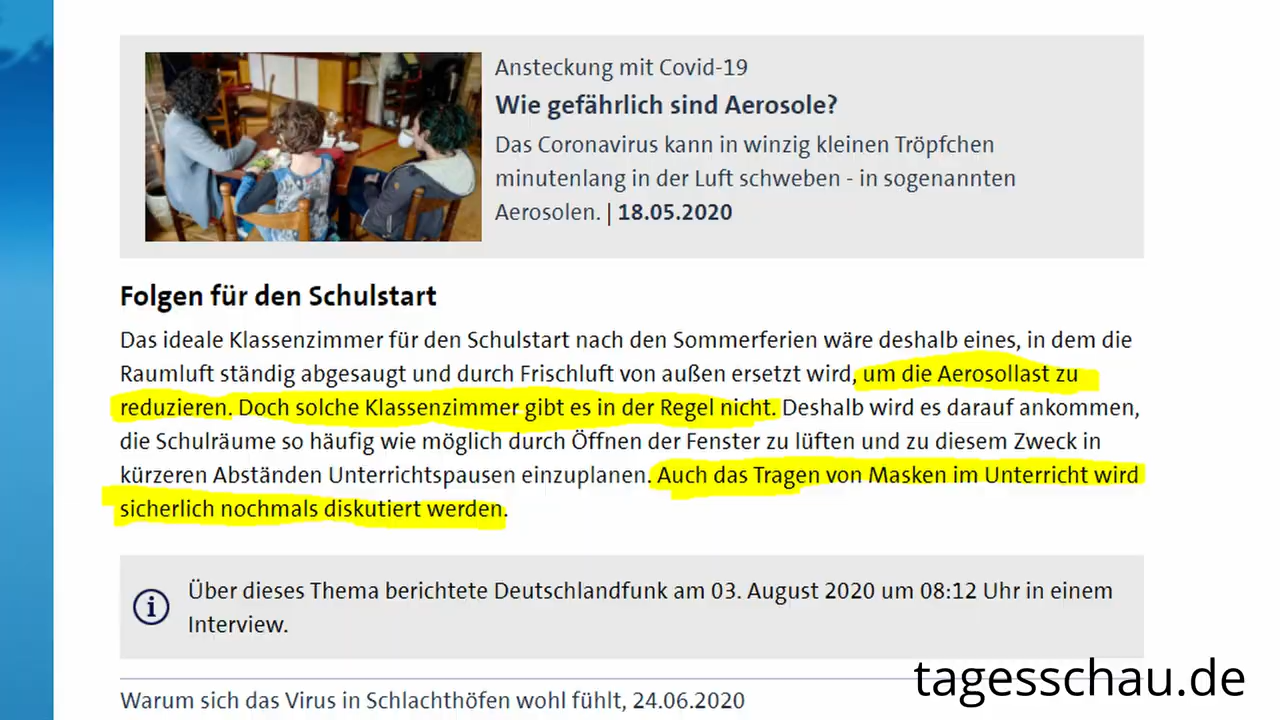 Ansteckung mit Covid-19
Wie gefährlich sind Aerosole?
Das Coronavirus kann in winzig kleinen Tröpfchen
minutenlang in der Luft schweben - in sogenannten
Aerosolen. | 18.05.2020
Folgen für den Schulstart
Das ideale Klassenzimmer für den Schulstart nach den Sommerferien wäre deshalb eines, in dem die
Raumluft ständig abgesaugt und durch Frischluft von außen ersetzt wird, um die Aerosollast zu
reduzieren. Doch solche Klassenzimmer gibt es in der Regel nicht. Deshalb wird es darauf ankommen,
die Schulräume so häufig wie möglich durch Öffnen der Fenster zu lüften und zu diesem Zweck in
kürzeren Abständen Unterrichtspausen einzuplanen. Auch das Tragen von Masken im Unterricht wird
sicherlich nochmals diskutiert werden.
Über dieses Thema berichtete Deutschlandfunk am 03. August 2020 um 08:12 Uhr in einem
Interview.
Warum sich das Virus in Schlachthöfen wohl fühlt, 24.06.2020
tagesschau.de